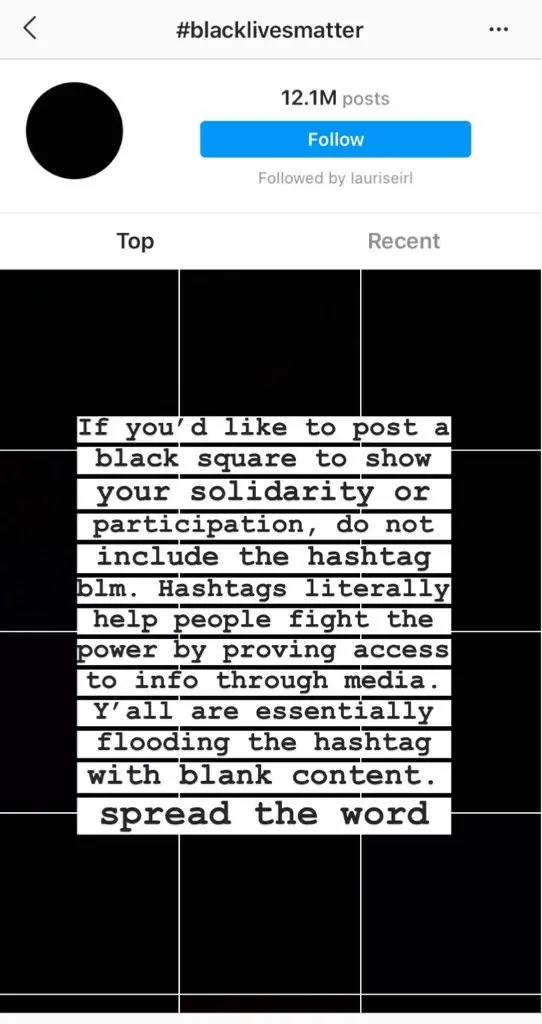 #blacklivesmatter
12.1M posts
Follow
Followed by lauriseirl
Top
Recent
If you’d like to post a
black square to show
your solidarity or
participation, do not
include the hashtag
blm. Hashtags literally
help people fight the
power by proving access
to info through media.
Y’all are essentially
flooding the hashtag
with blank content.
spread the word